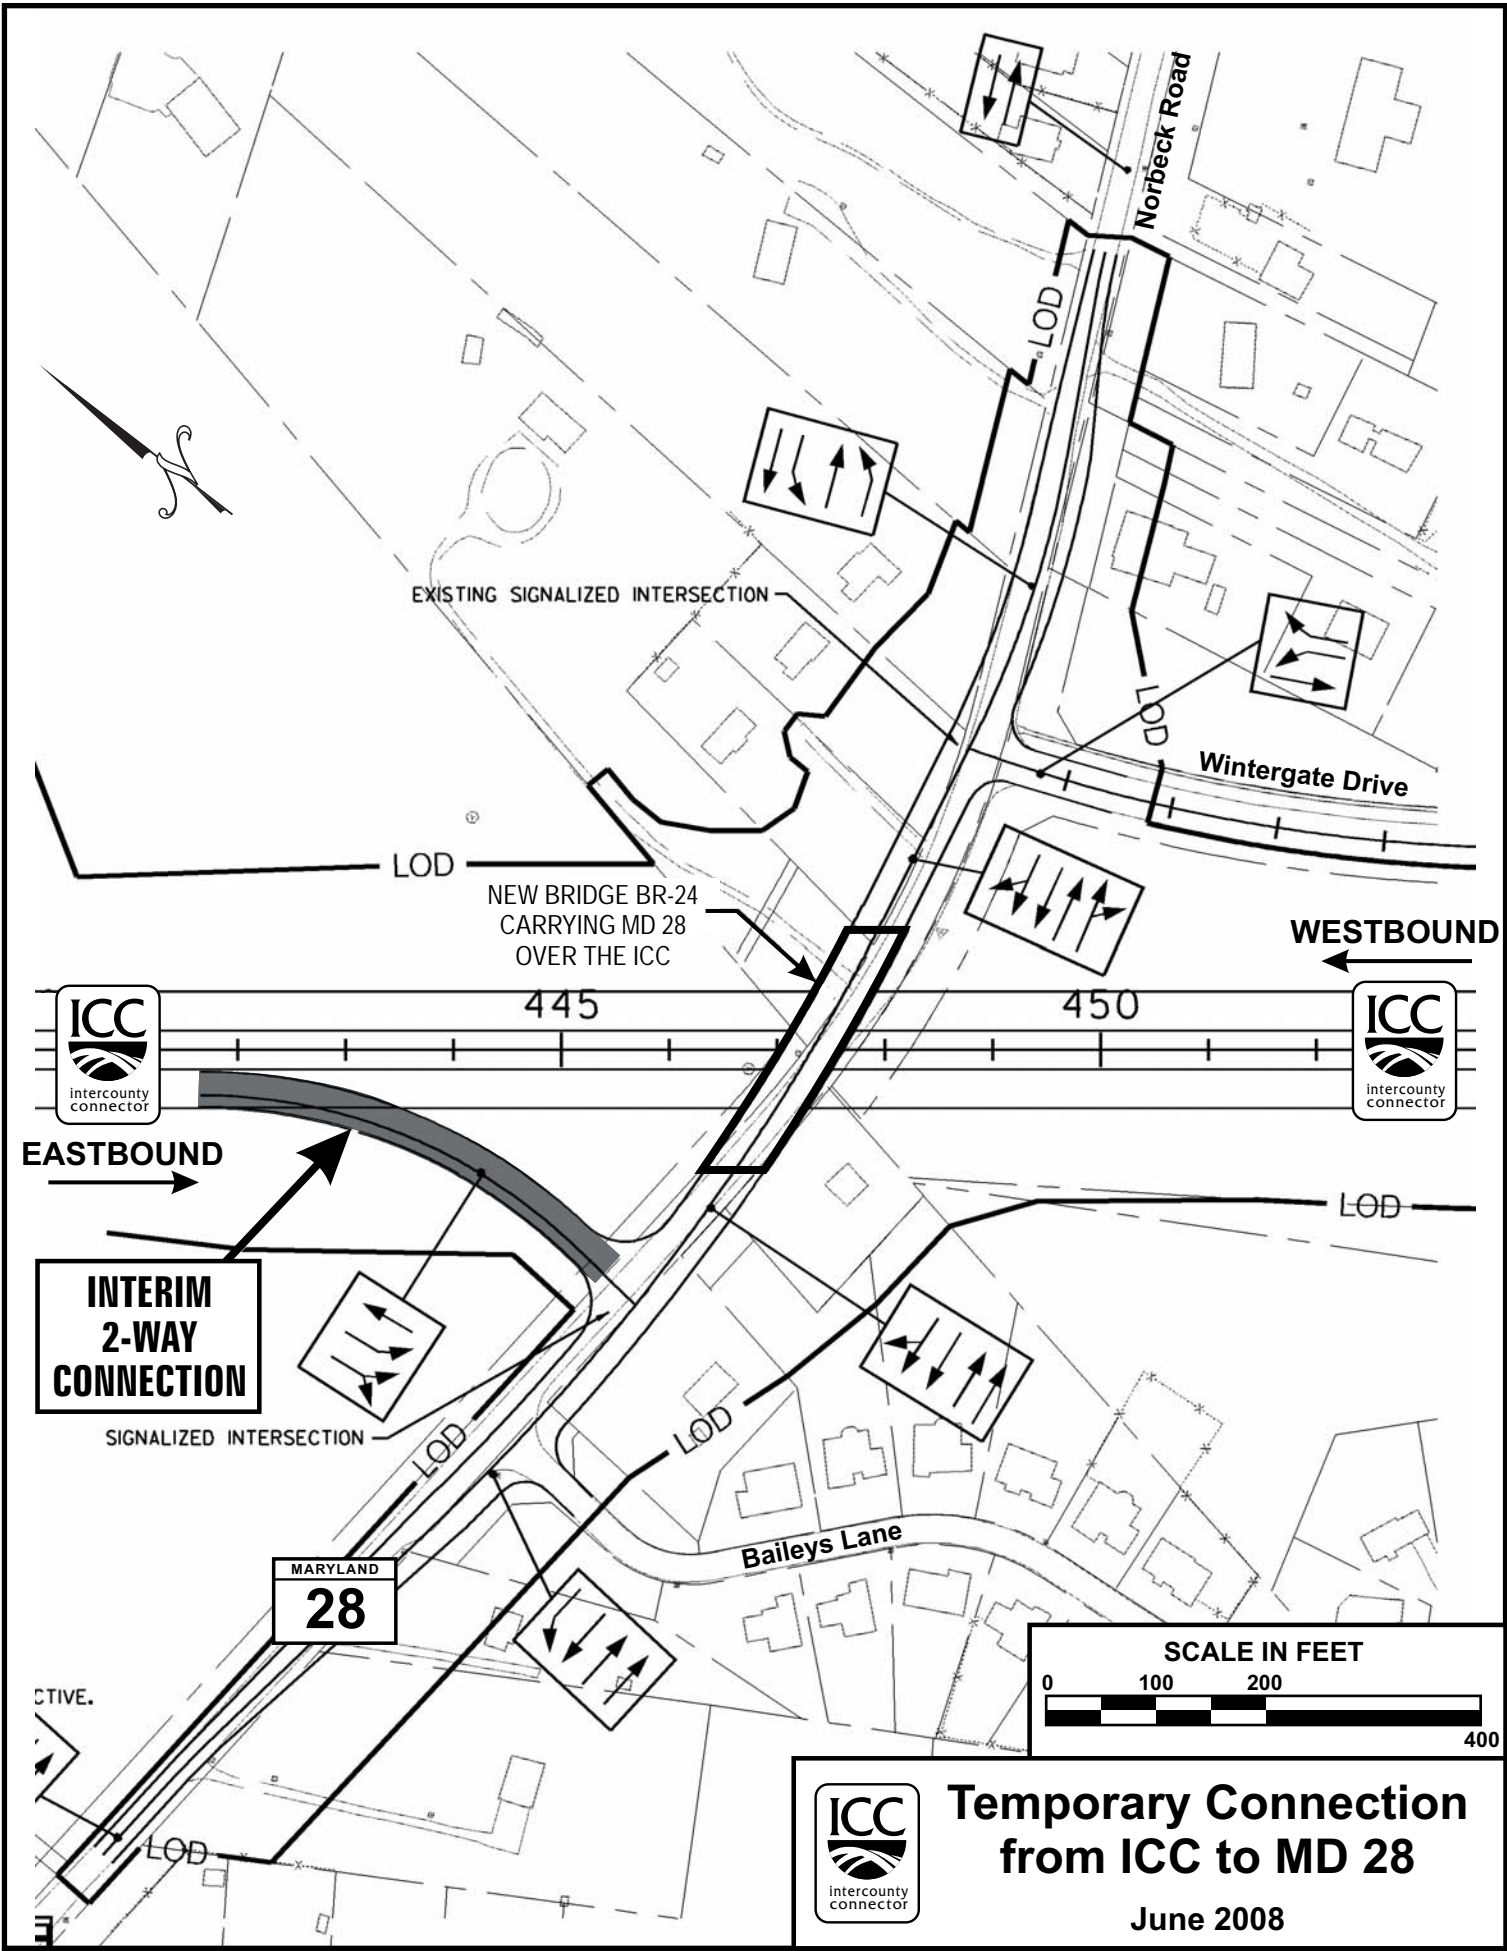 Norbeck Road
LOD
EXISTING SIGNALIZED INTERSECTION
LOD
Wintergate Drive
LOD
NEW BRIDGE BR-24
CARRYING MD 28
OVER THE ICC
WESTBOUND
445
450
ICC
intercounty
connector
ICC
intercounty
connector
EASTBOUND
LOD
INTERIM
2-WAY
CONNECTION
SIGNALIZED INTERSECTION
LOD
LOD
Baileys Lane
MARYLAND
28
CTIVE.
LOD
SCALE IN FEET
0 100 200
400
ICC
intercounty
connector
Temporary Connection
from ICC to MD 28
June 2008